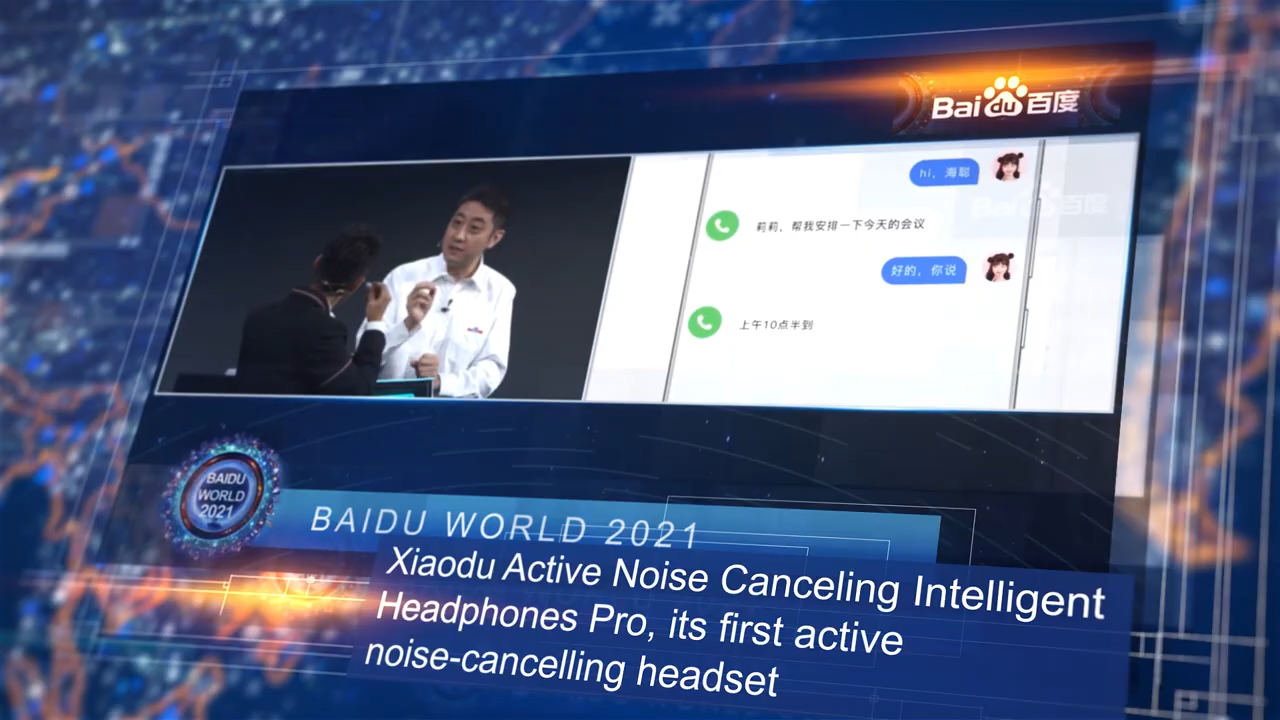 Baidu百度
hi，海聪
莉莉，帮我安排一下今天的会议
好的，你说
上午10点半到
BAIDU
WORLD
2021
BAIDU WORLD 2021
Xiaodu Active Noise Canceling Intelligent
Headphones Pro, its first active
noise-cancelling headset